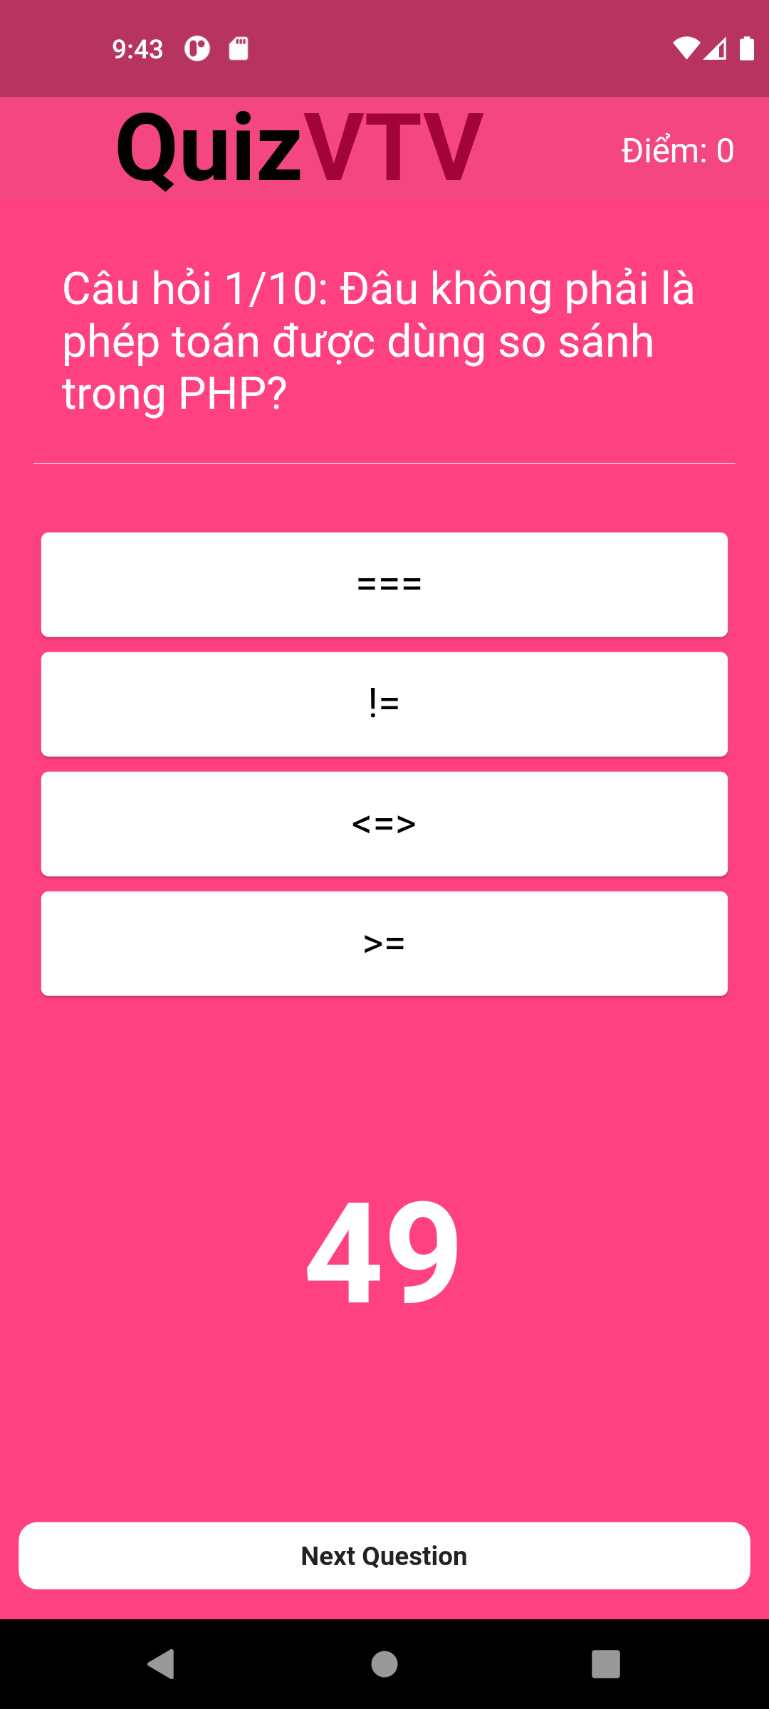 9:43
QuizVTV
Điểm: 0
Câu hỏi 1/10: Đâu không phải là
phép toán được dùng so sánh
trong PHP?
===
!=
<=>
>=
49
Next Question